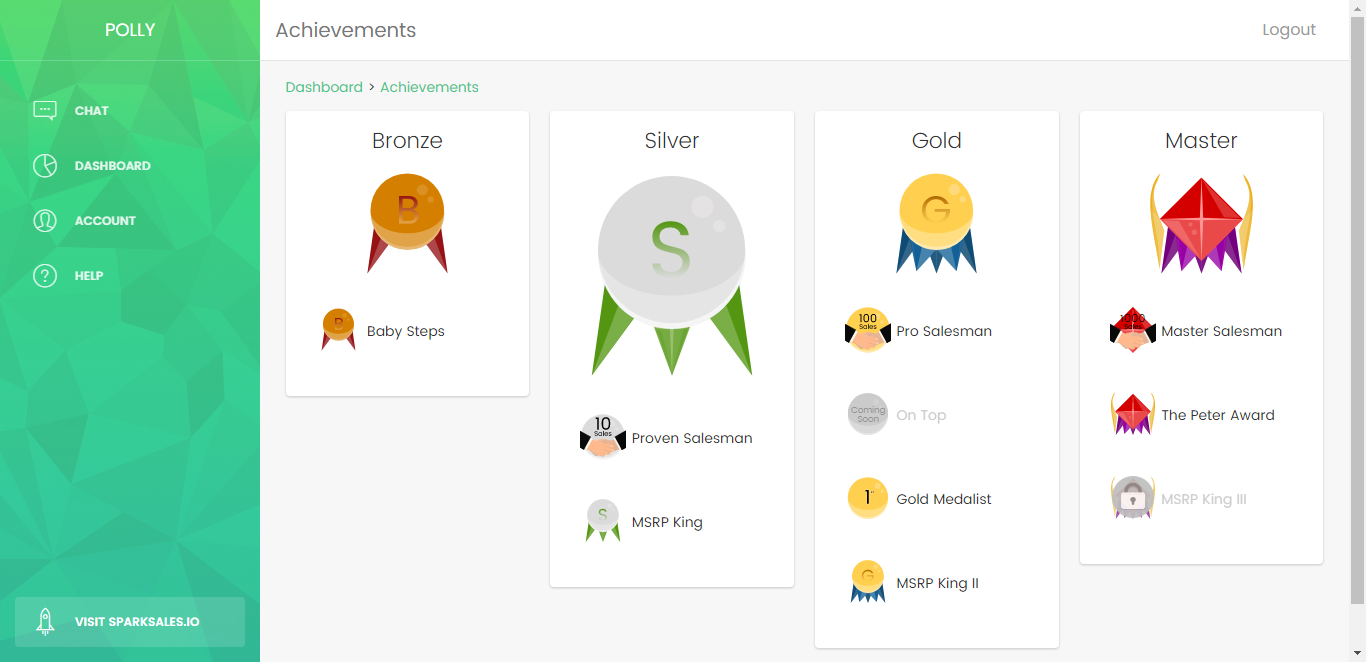 POLLY
CHAT
DASHBOARD
ACCOUNT
HELP
VISIT SPARKSALES.IO
Achievements
Logout
Dashboard > Achievements
Bronze
B
B
Baby Steps
Silver
S
10
Sales
Proven Salesman
S
MSRP King
Gold
G
100
Sales
Pro Salesman
Coming
Soon
On Top
1
Gold Medalist
G
MSRP King II
Master
1000
Sales
Master Salesman
The Peter Award
MSRP King III